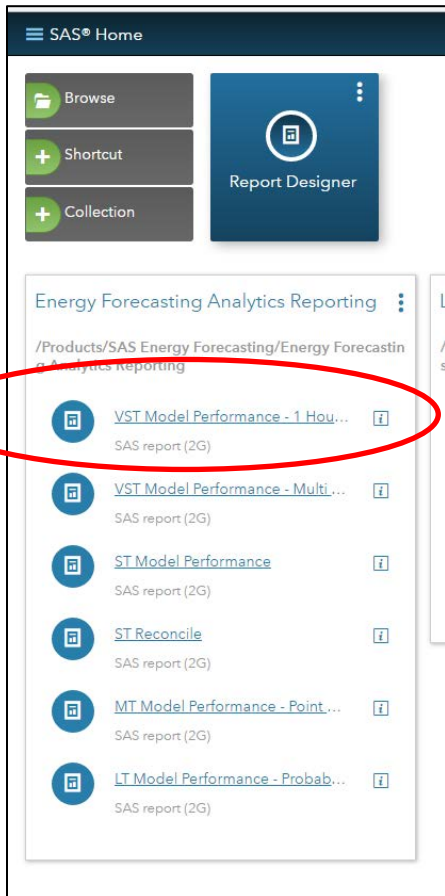 SAS® Home
Browse
Shortcut
Collection
Report Designer
Energy Forecasting Analytics Reporting
/Products/SAS Energy Forecasting/Energy Forecastin
g Analytics Reporting
VST Model Performance - 1 Hou...
SAS report (2G)
VST Model Performance - Multi ...
SAS report (2G)
ST Model Performance
SAS report (2G)
ST Reconcile
SAS report (2G)
MT Model Performance - Point ...
SAS report (2G)
LT Model Performance - Probab...
SAS report (2G)